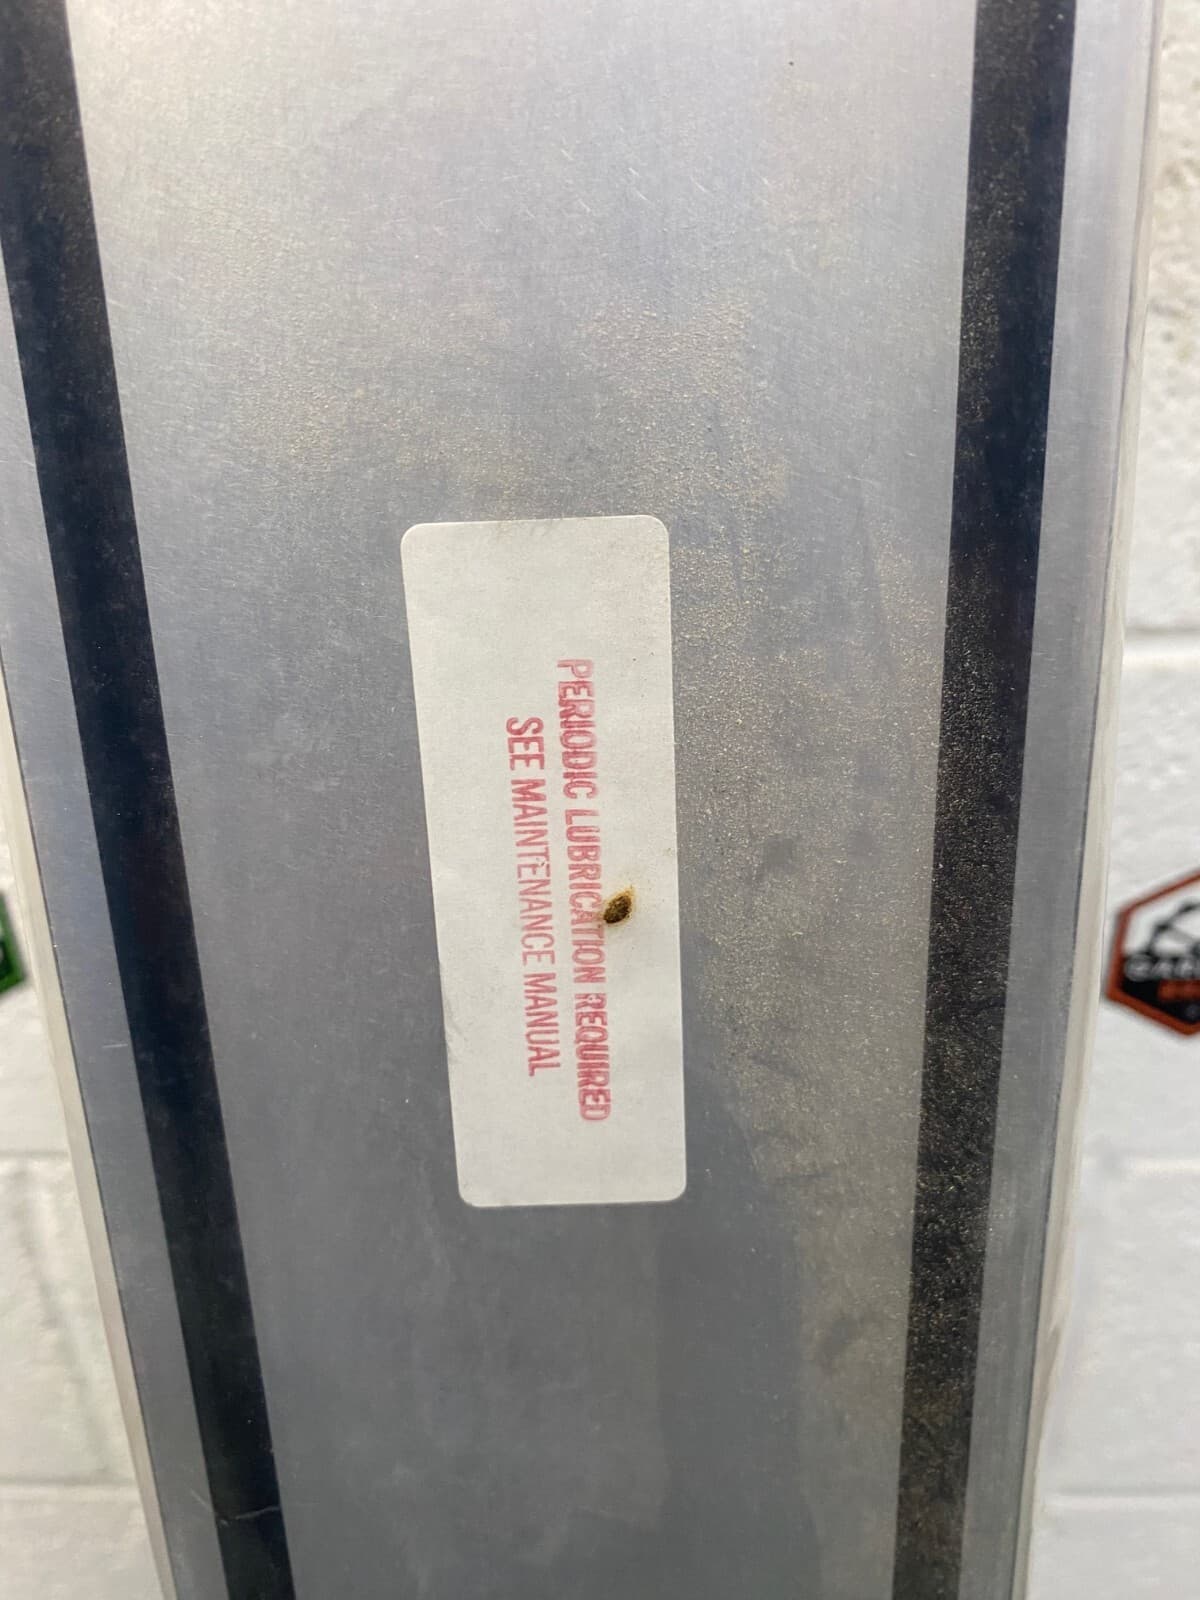 PERIODIC LUBRICATION REQUIRED
SEE MAINTENANCE MANUAL